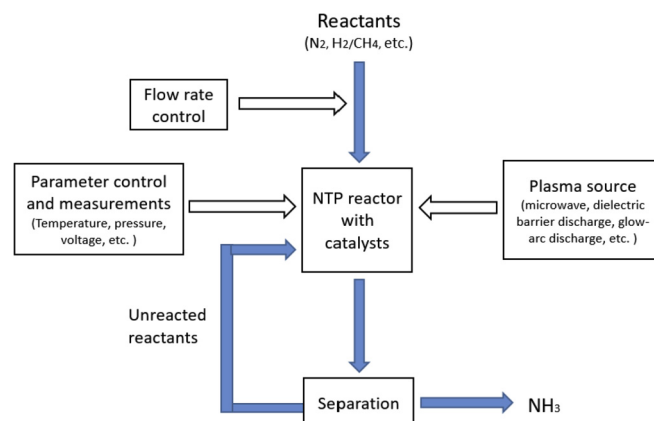 Reactants
(N₂, H₂/CH₄, etc.)
Flow rate
control
Parameter control
and measurements
(Temperature, pressure,
voltage, etc. )
NTP reactor
with
catalysts
Plasma source
(microwave, dielectric
barrier discharge, glow-
arc discharge, etc. )
Unreacted
reactants
Separation
NH₃